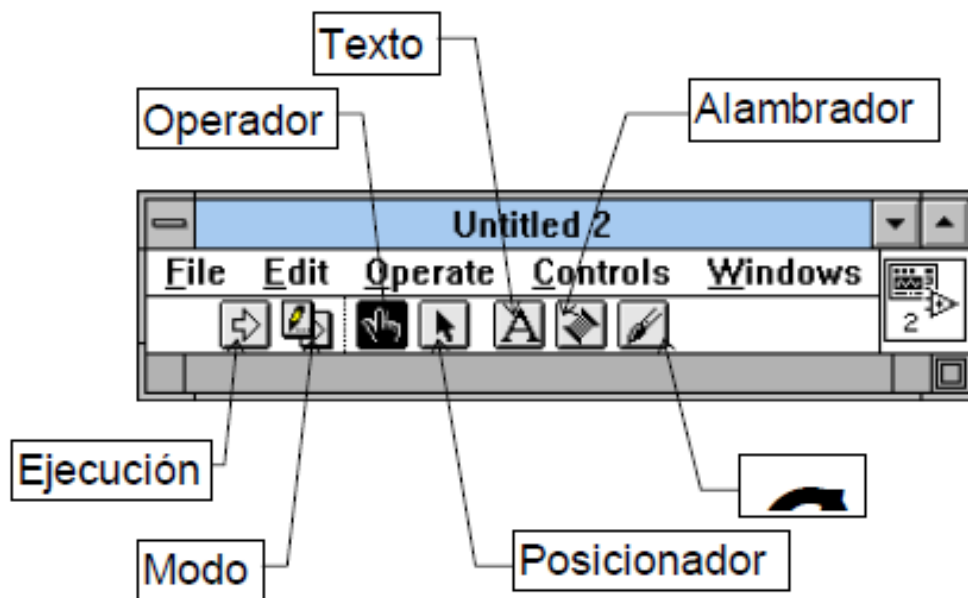 Texto
Operador
Alambrador
Untitled 2
File Edit Operate Controls Windows
2
A
Ejecución
Modo
Posicionador